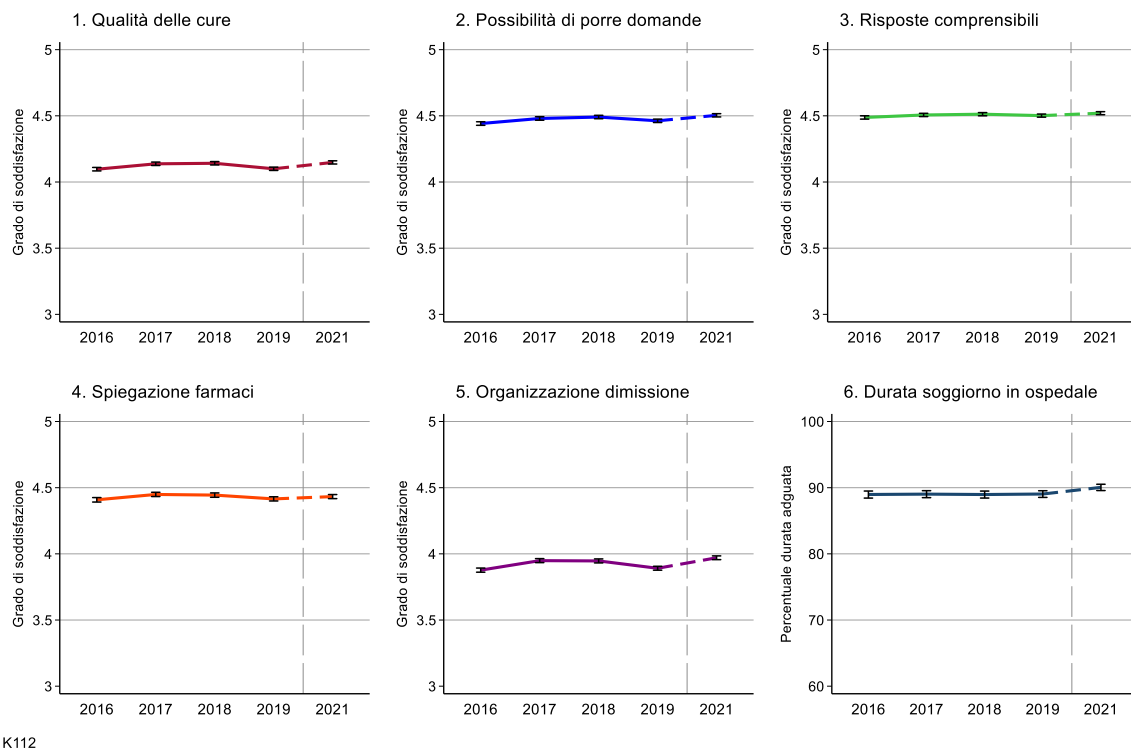 1. Qualità delle cure
Grado di soddisfazione
5
4.5
4
3.5
3
2016 2017 2018 2019 2021
2. Possibilità di porre domande
Grado di soddisfazione
5
4.5
4
3.5
3
2016 2017 2018 2019 2021
3. Risposte comprensibili
Grado di soddisfazione
5
4.5
4
3.5
3
2016 2017 2018 2019 2021
4. Spiegazione farmaci
Grado di soddisfazione
5
4.5
4
3.5
3
2016 2017 2018 2019 2021
5. Organizzazione dimissione
Grado di soddisfazione
5
4.5
4
3.5
3
2016 2017 2018 2019 2021
6. Durata soggiorno in ospedale
Percentuale durata adguata
100
90
80
70
60
2016 2017 2018 2019 2021
K112